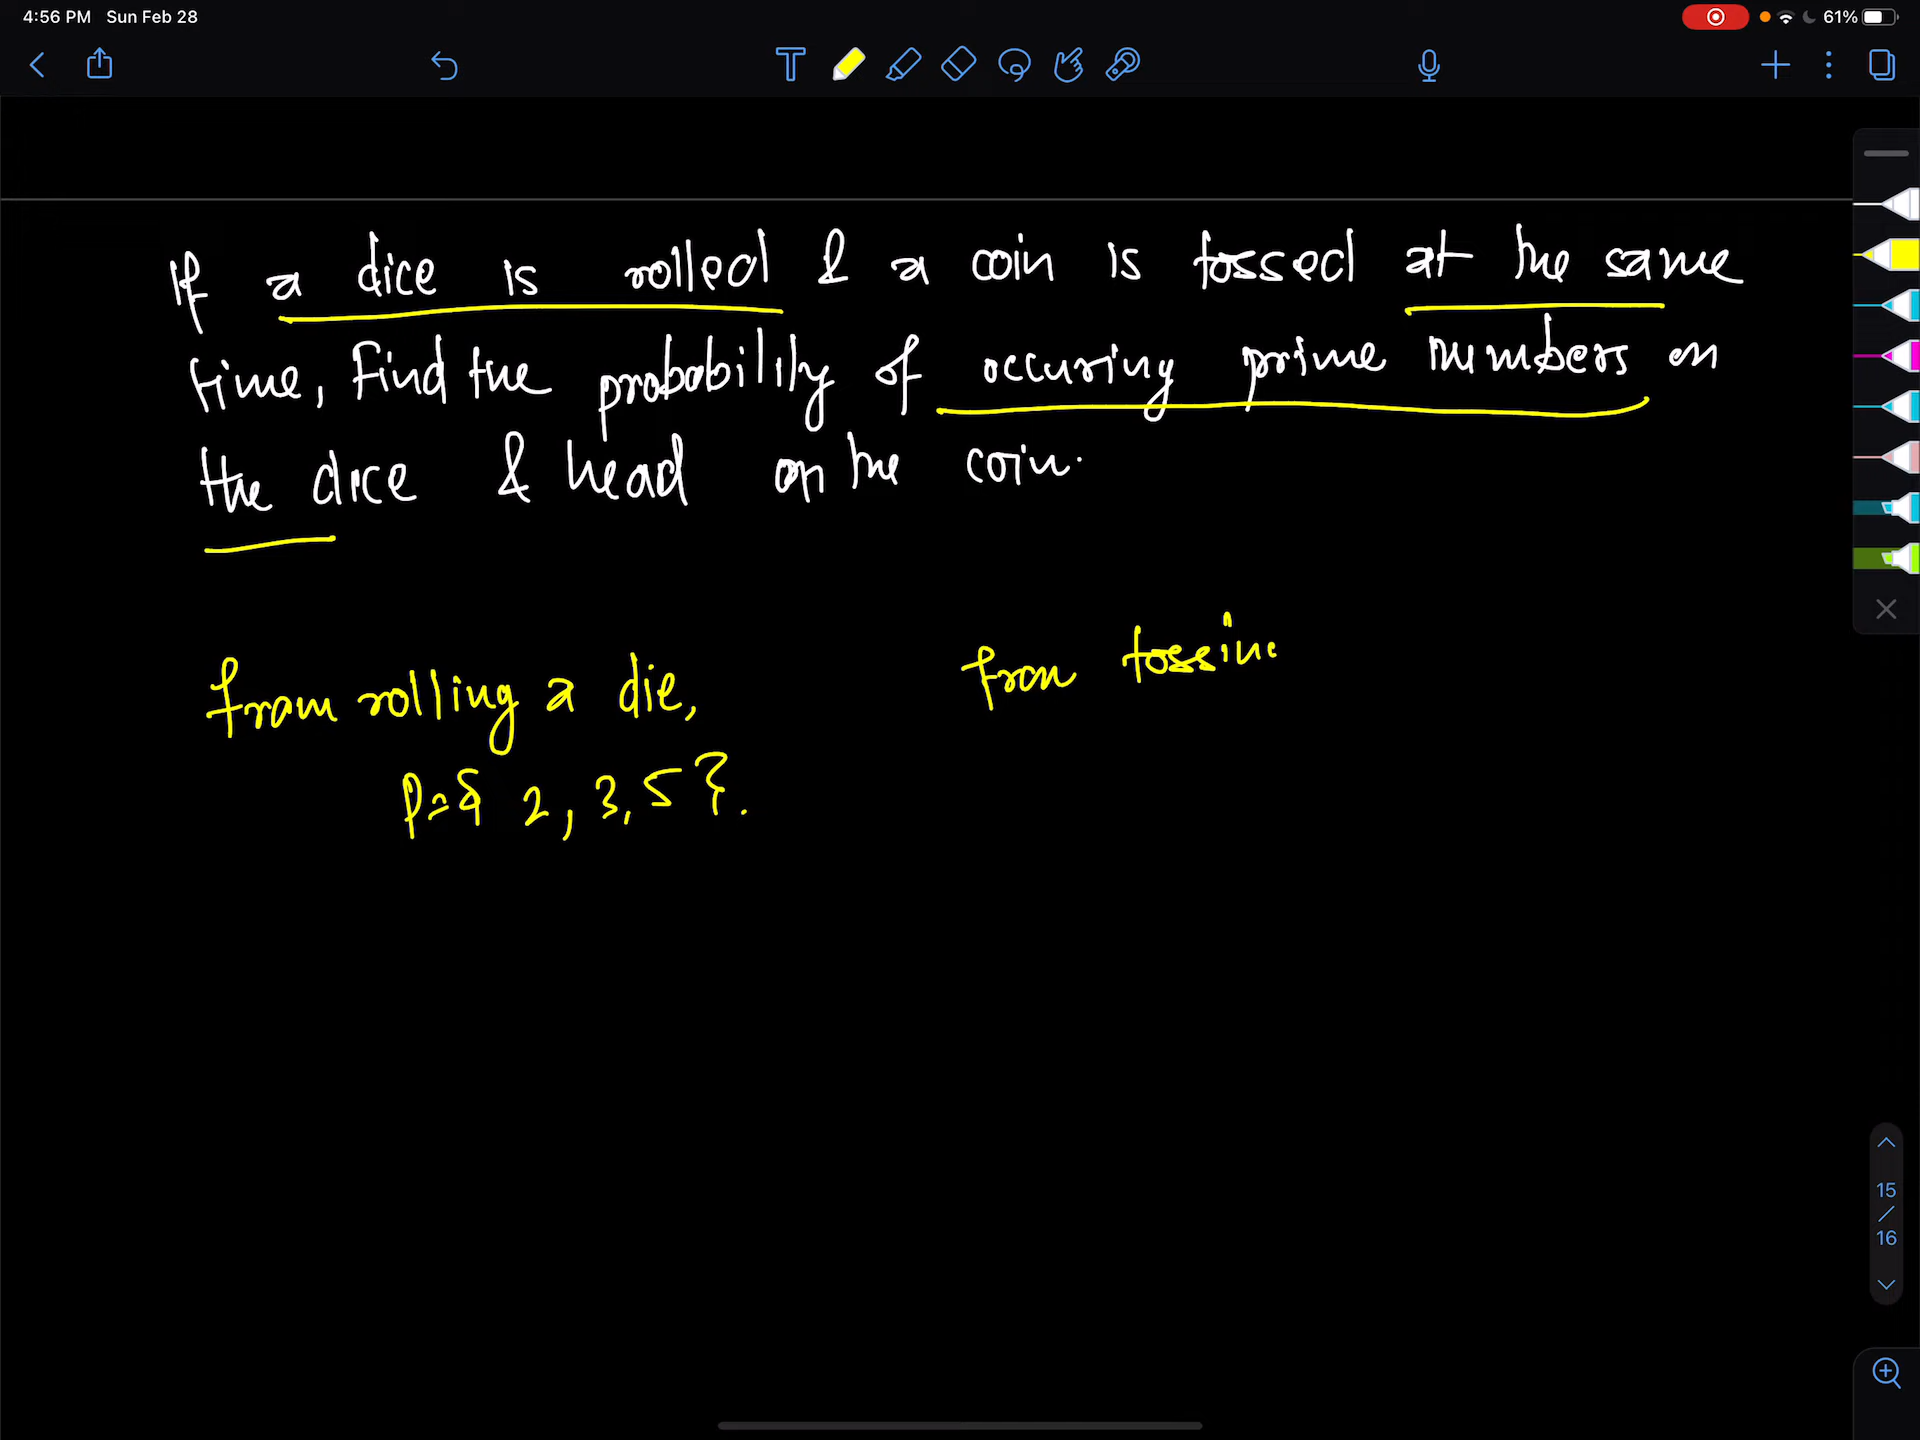 4:56 PM Sun Feb 28
61%
If a dice is rolled & a coin is tossed at the same
time, Find the probability of occuring prime numbers on
the dice & head on the coin.
from rolling a die,
from tossin
P={ 2, 3, 5 }.
15
/
16